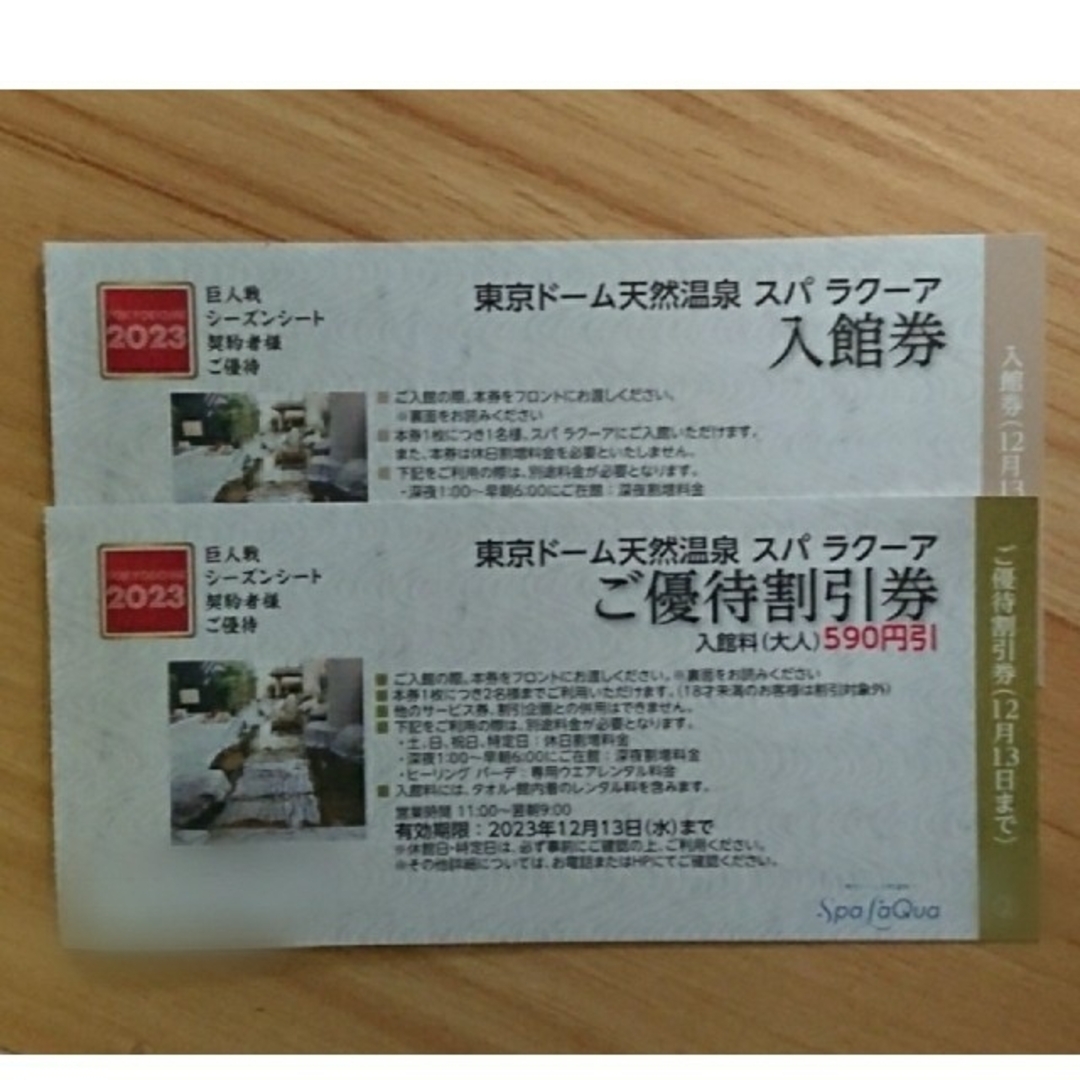 2023
巨人戦
シーズンシート
契約者様
ご優待
東京ドーム天然温泉 スパ ラクーア
入館券
■ご入館の際、本券をフロントにお渡しください。
※裏面をお読みください
■本券1枚につき1名様、スパ ラクーアにご入館いただけます。
また、本券は休日割増料金を必要といたしません。
■下記をご利用の際は、別途料金が必要となります。
・深夜1:00〜早朝6:00にご在館：深夜割増料金
入館券(12月13
2023
巨人戦
シーズンシート
契約者様
ご優待
東京ドーム天然温泉 スパ ラクーア
ご優待割引券
入館料(大人)590円引
■ご入館の際、本券をフロントにお渡しください。※裏面をお読みください
■本券1枚につき2名様までご利用いただけます。(18才未満のお客様は割引対象外)
■他のサービス券、割引企画との併用はできません。
■下記をご利用の際は、別途料金が必要となります。
・土、日、祝日、特定日：休日割増料金
・深夜1:00〜早朝6:00にご在館：深夜割増料金
・ヒーリング バーデ：専用ウエアレンタル料金
■入館料には、タオル・館内着のレンタル料を含みます。
営業時間 11:00〜翌朝9:00
有効期限：2023年12月13日(水)まで
※休館日・特定日は、必ず事前にご確認の上、ご利用ください。
※その他詳細については、お電話またはHPにてご確認ください。
Spa LaQua
ご優待割引券(12月13日まで)